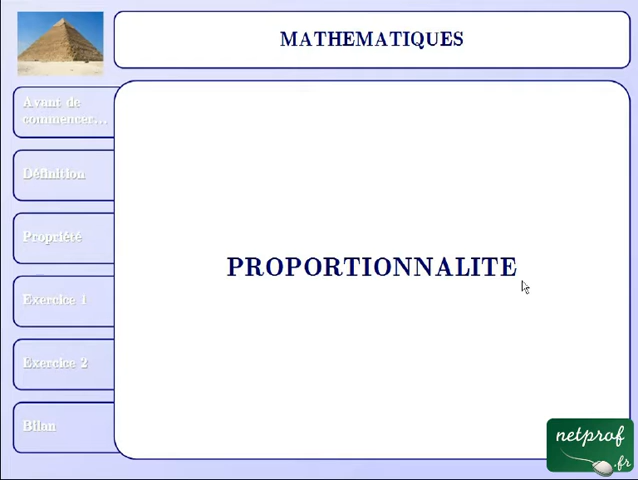 MATHEMATIQUES
Avant de
commencer...
Définition
Propriété
Exercice 1
Exercice 2
Bilan
PROPORTIONNALITE
netprof
.fr